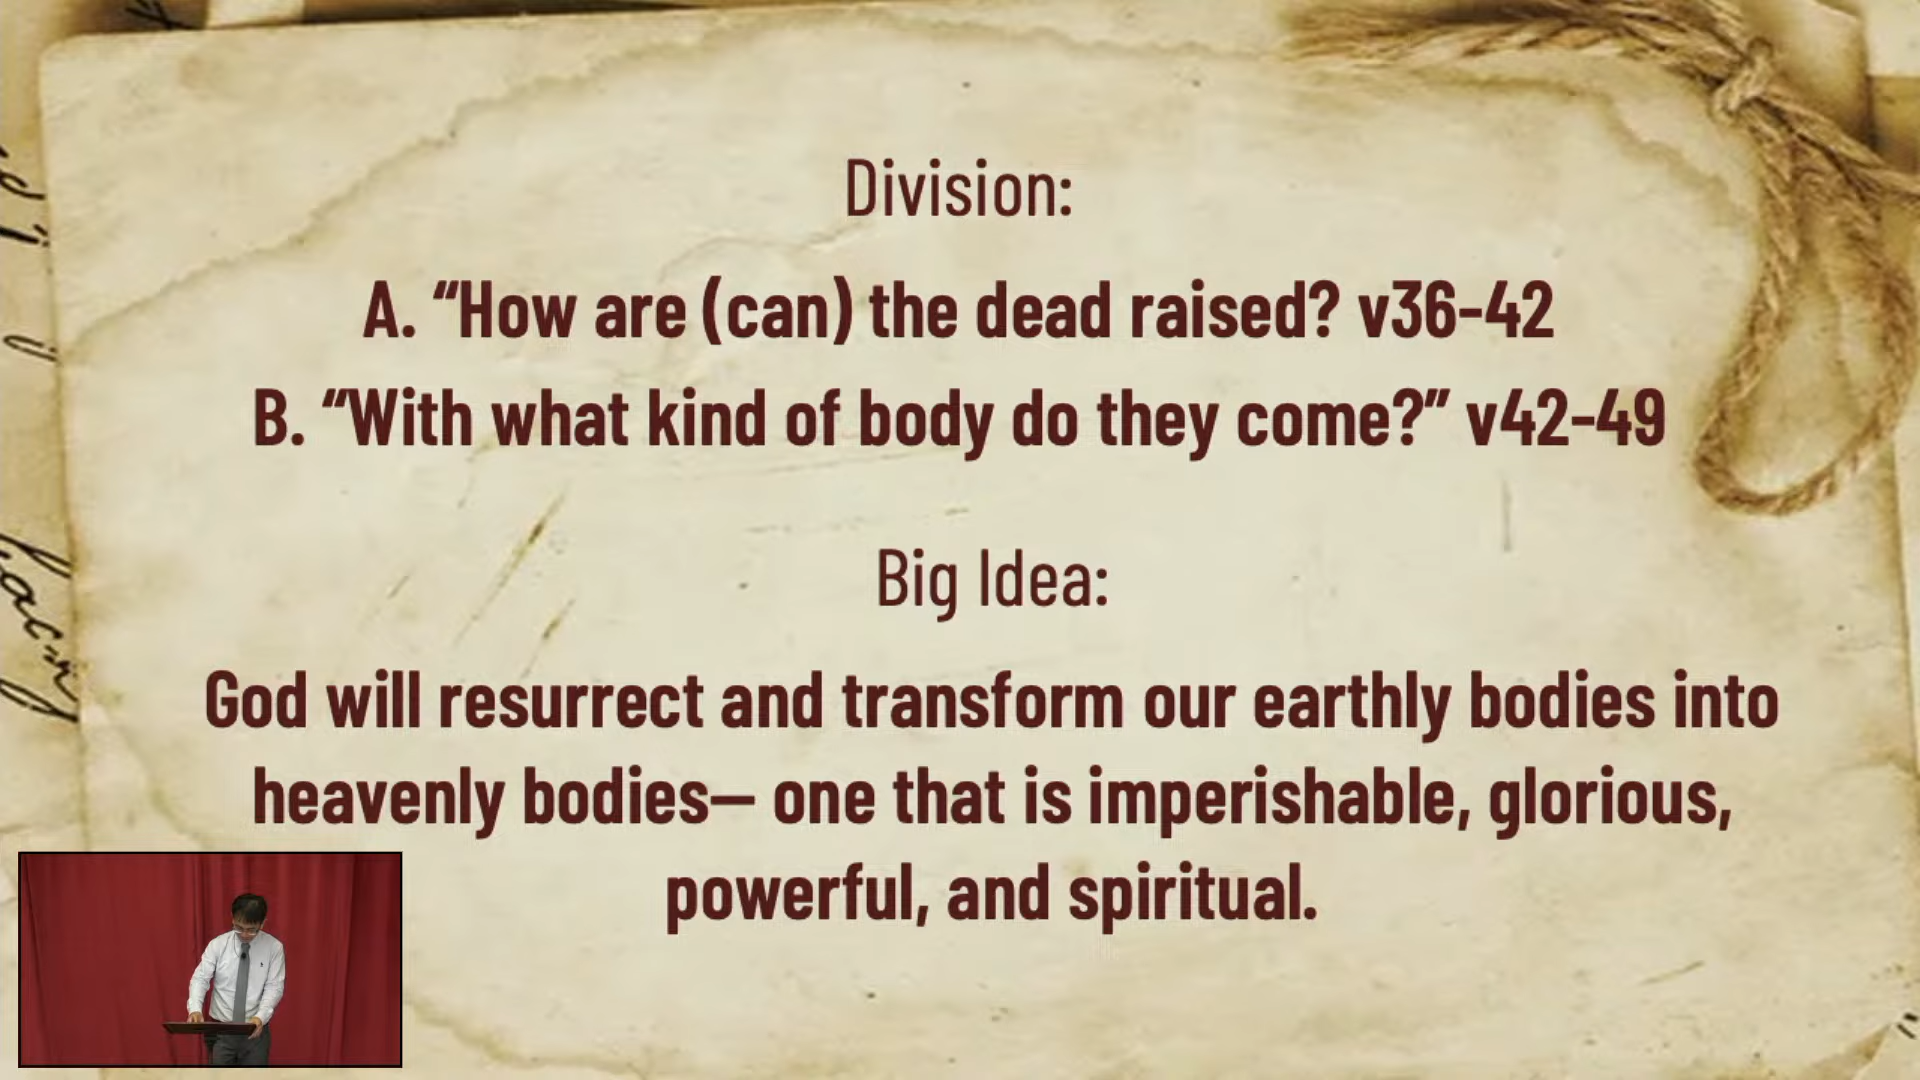 Division:
A. “How are (can) the dead raised? v36-42
B. “With what kind of body do they come?” v42-49
Big Idea:
God will resurrect and transform our earthly bodies into
heavenly bodies— one that is imperishable, glorious,
powerful, and spiritual.